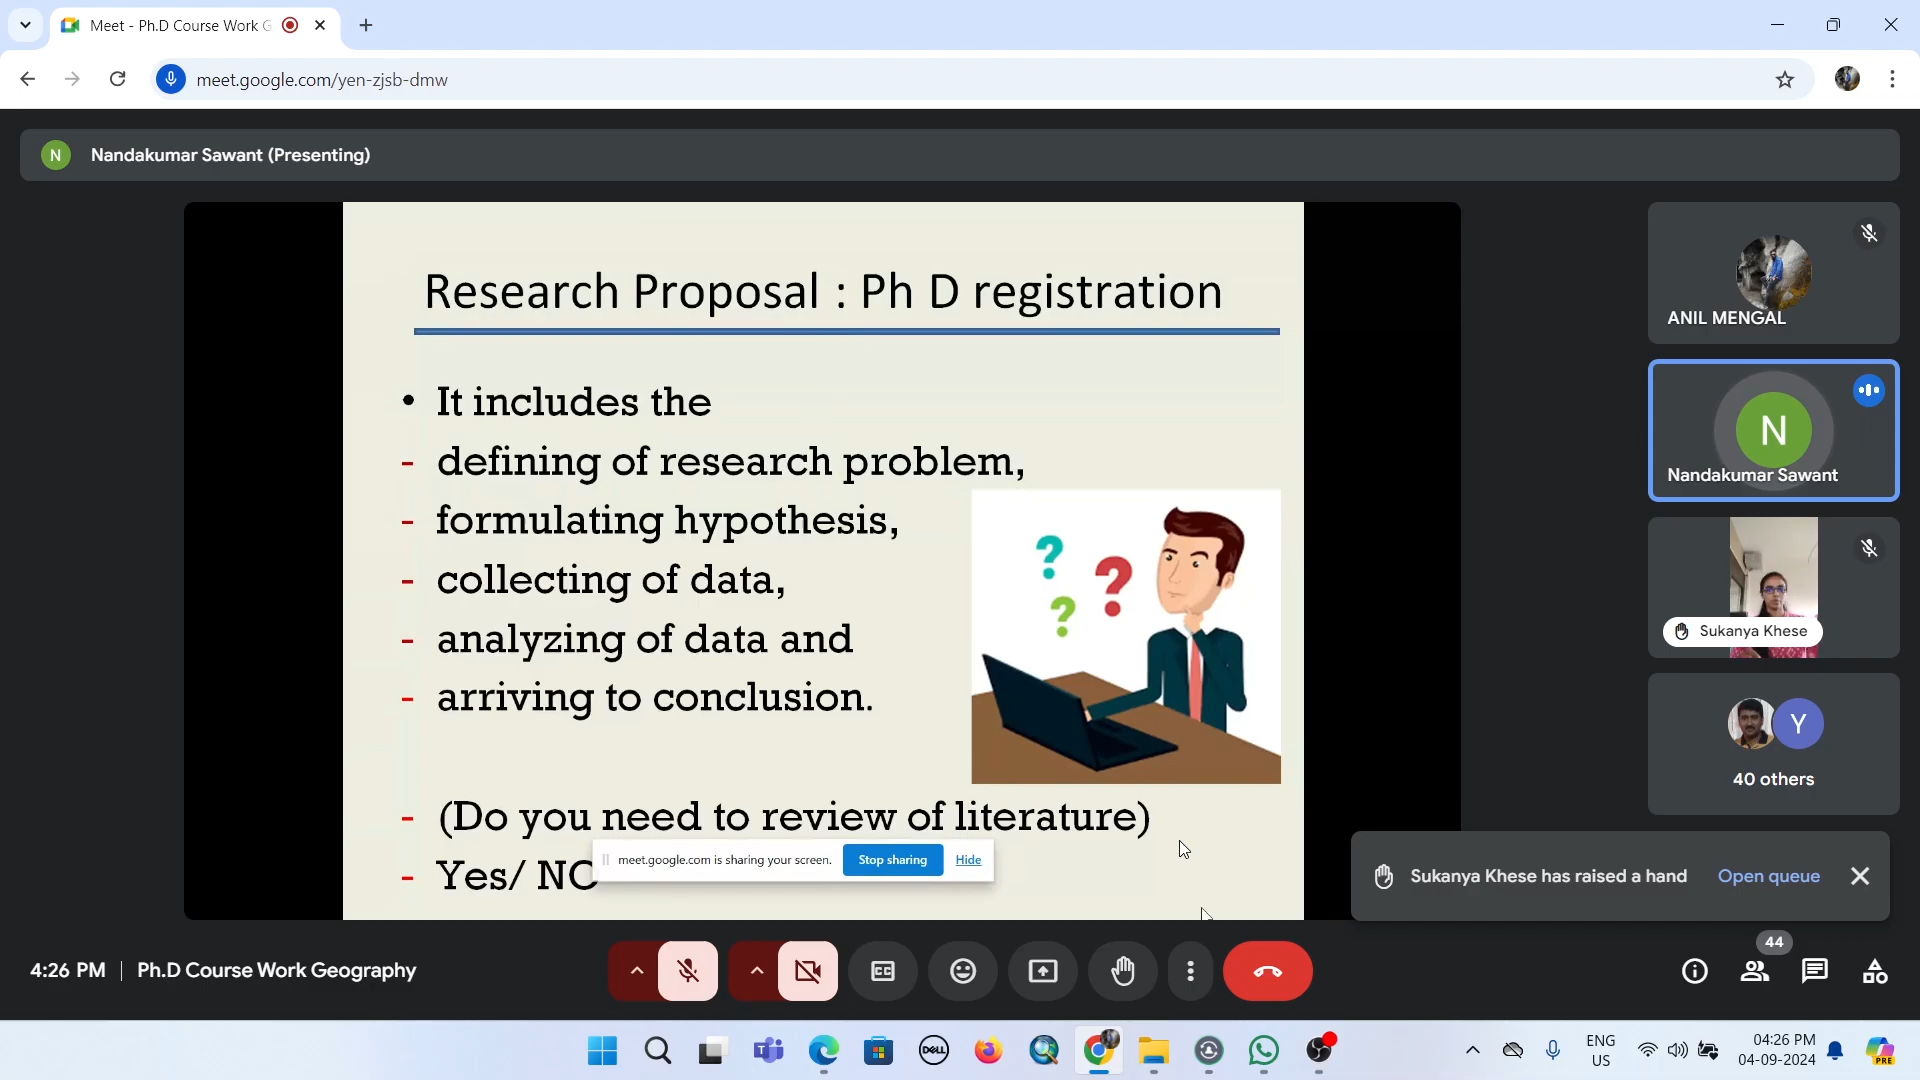 Meet - Ph.D Course Work G
meet.google.com/yen-zjsb-dmw
N
Nandakumar Sawant (Presenting)
Research Proposal : Ph D registration
• It includes the
- defining of research problem,
- formulating hypothesis,
- collecting of data,
- analyzing of data and
- arriving to conclusion.
- (Do you need to review of literature)
- Yes/ NO
? ? ?
meet.google.com is sharing your screen.
Stop sharing
Hide
ANIL MENGAL
N
Nandakumar Sawant
Sukanya Khese
Y
40 others
Sukanya Khese has raised a hand
Open queue
4:26 PM
Ph.D Course Work Geography
CC
44
DELL
ENG
US
04:26 PM
04-09-2024
PRE